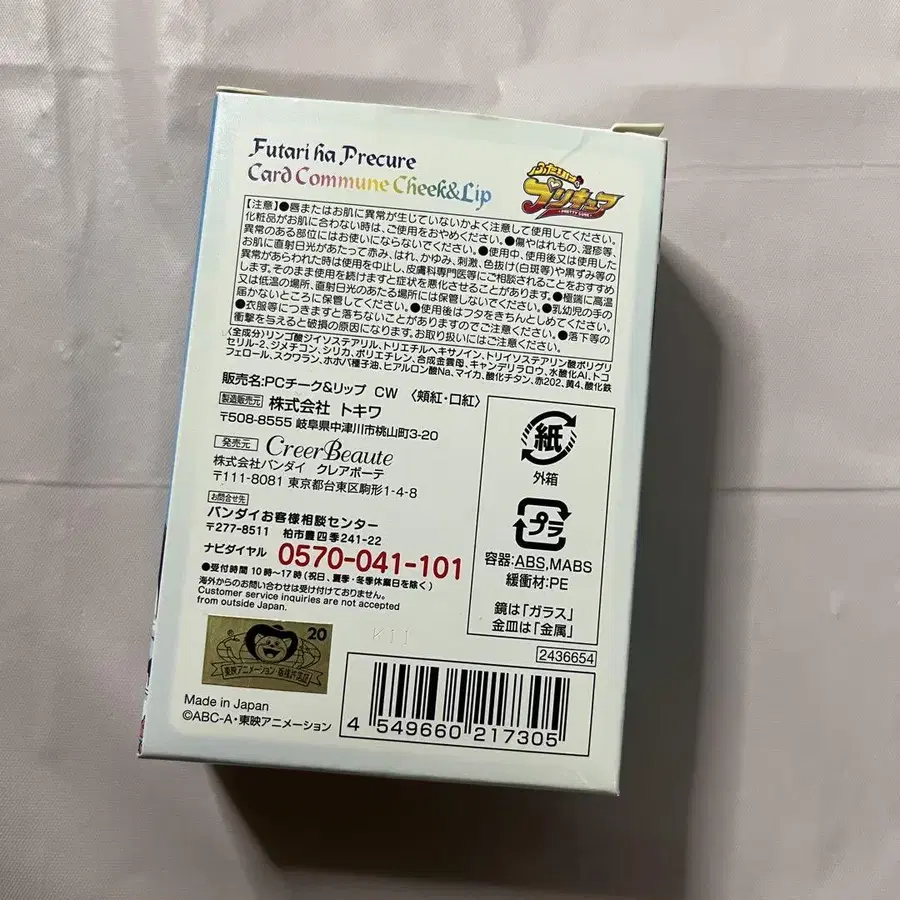 Futari ha Precure
Card Commune Cheek&Lip
ふたりは
プリキュア
PRETTY CURE
【注意】●器またはお肌に異常が生じていないかよく注意して使用してください。
化粧品がお肌に合わない時は、ご使用をおやめください。●傷やはれもの、湿疹等、
異常のある部位にはお使いにならないでください。●使用中、使用後又は使用した
お肌に直射日光があたって赤み、はれ、かゆみ、刺激、色抜け(白斑等)や黒ずみ等の
異常があらわれた時は使用を中止し、皮膚科専門医等にご相談されることをおすすめ
します。そのまま使用を続けますと症状を悪化させることがあります。●極端に高温
又は低温の場所、直射日光のあたる場所には保管しないでください。●乳幼児の手の
届かないところに保管してください。●使用後はフタをきちんとしめてください。
●衣服等につきますと落ちないことがありますのでご注意ください。●落下等の
衝撃を与えると破損の原因になります。お取り扱いにはご注意ください。
〈全成分〉リンゴ酸ジイソステアリル、トリエチルヘキサノイン、トリイソステアリン酸ポリグリ
セリル-2、ジメチコン、シリカ、ポリエチレン、合成金雲母、キャンデリラロウ、水酸化Al、トコ
フェロール、スクワラン、ホホバ種子油、ヒアルロン酸Na、マイカ、酸化チタン、赤202、黄4、酸化鉄
販売名:PCチーク&リップ CW 〈頬紅・口紅〉
製造販売元 株式会社 トキワ
〒508-8555 岐阜県中津川市桃山町3-20
発売元 CreerBeaute
株式会社バンダイ クレアボーテ
〒111-8081 東京都台東区駒形1-4-8
お問合せ先
バンダイお客様相談センター
〒277-8511 柏市豊四季241-22
ナビダイヤル 0570-041-101
●受付時間 10時〜17時(祝日、夏季・冬季休業日を除く)
海外からのお問い合わせは受け付けておりません。
Customer service inquiries are not accepted
from outside Japan.
紙
外箱
プラ
容器:ABS,MABS
緩衝材:PE
鏡は「ガラス」
金皿は「金属」
2436654
K11
20
東映アニメーション・版権許諾証
Made in Japan
©ABC-A・東映アニメーション
4 549660 217305